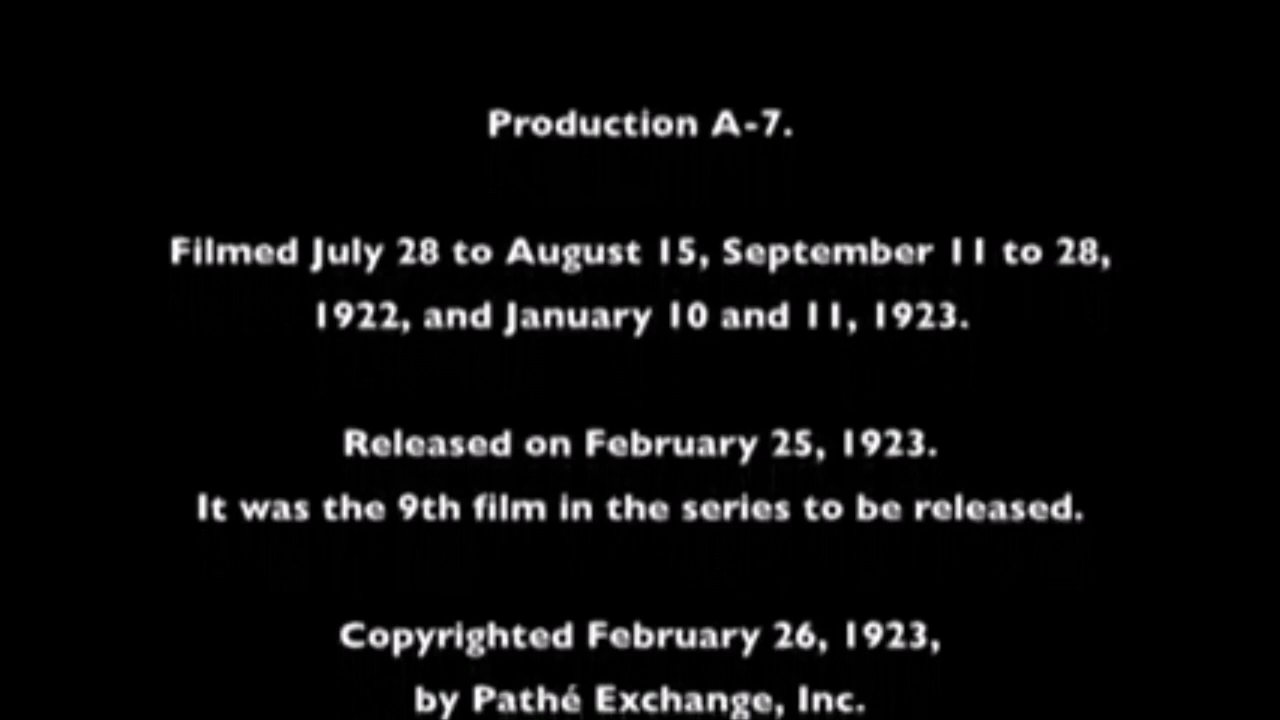 Production A-7.
Filmed July 28 to August 15, September 11 to 28,
1922, and January 10 and 11, 1923.
Released on February 25, 1923.
It was the 9th film in the series to be released.
Copyrighted February 26, 1923,
by Pathé Exchange, Inc.